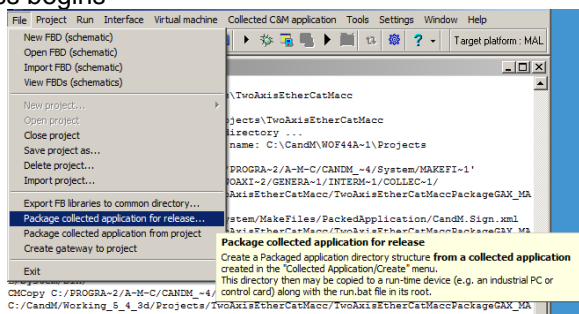 ss begins
File Project Run Interface Virtual machine Collected C&M application Tools Settings Window Help
New FBD (schematic)
Open FBD (schematic)
Import FBD (schematic)
View FBDs (schematics)
? Target platform : MAL
New project...
Open project
Close project
Save project as...
Delete project...
Import project...
Export FB libraries to common directory...
Package collected application for release...
Package collected application from project
Create gateway to project
Exit
s\TwoAxisEtherCatMacc
ojects\TwoAxisEtherCatMacc
directory ...
name: C:\CandM\WOF44A~1\Projects
/PROGRA~2/A-M-C/CANDM_~4/System/MAKEFI~1'
WOAXI~2/GENERA~1/INTERM~1/COLLEC~1/
AxisEtherCatMacc/TwoAxisEtherCatMaccPackageGAX_MA
ystem/MakeFiles/PackedApplication/CandM.Sign.xml
AxisEtherCatMacc/TwoAxisEtherCatMaccPackageGAX_MA
Package collected application for release
Create a Packaged application directory structure from a collected application
created in the "Collected Application/Create" menu.
This directory then may be copied to a run-time device (e.g. an industrial PC or
control card) along with the run.bat file in its root.
CMCopy C:/PROGRA~2/A-M-C/CANDM_~4/
C:/CandM/Working_5_4_3d/Projects/TwoAxisEtherCatMacc/TwoAxisEtherCatMaccPackageGAX_MA